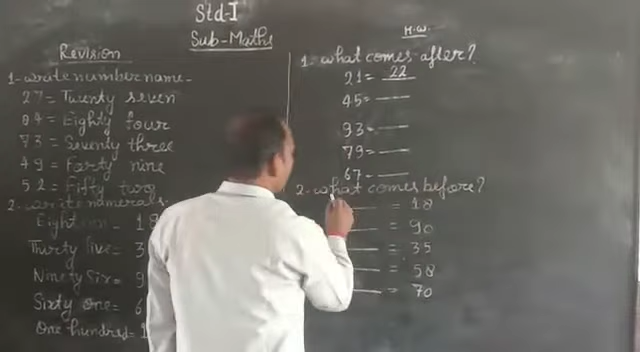 Std-I
Sub-Maths
Revision
1-write number name-
27= Twenty seven
84= Eighty four
73= Seventy three
49= Forty nine
52= Fifty two
2-write numerals-
Eighteen- 18
Thirty five= 3
Ninety Six= 9
Sixty one= 6
One hundred= 1
H.W.
1. what comes after?
21= 22
45=
93=
79=
67-
2-what comes before?
= 18
= 90
= 35
= 58
= 70